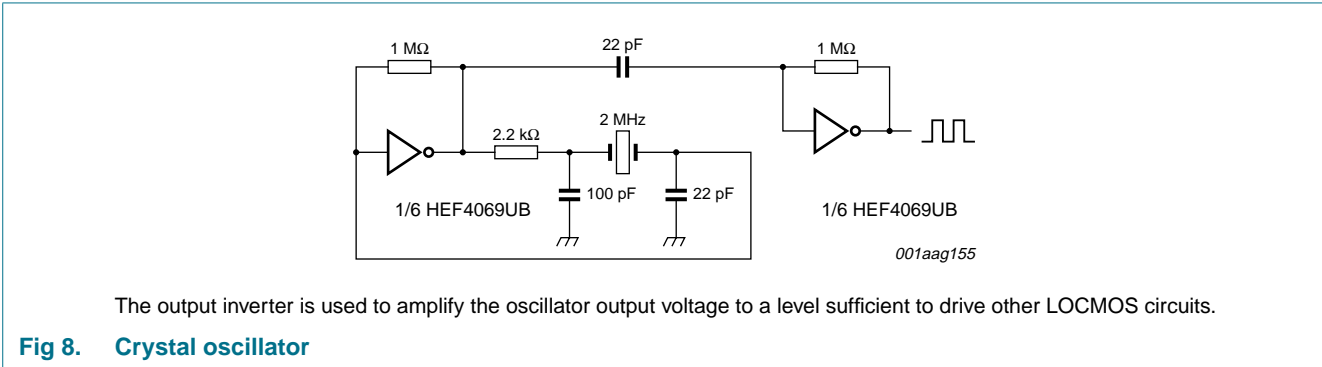 1 MΩ
22 pF
1 MΩ
2.2 kΩ
2 MHz
100 pF
22 pF
1/6 HEF4069UB
1/6 HEF4069UB
001aag155
The output inverter is used to amplify the oscillator output voltage to a level sufficient to drive other LOCMOS circuits.
Fig 8. Crystal oscillator